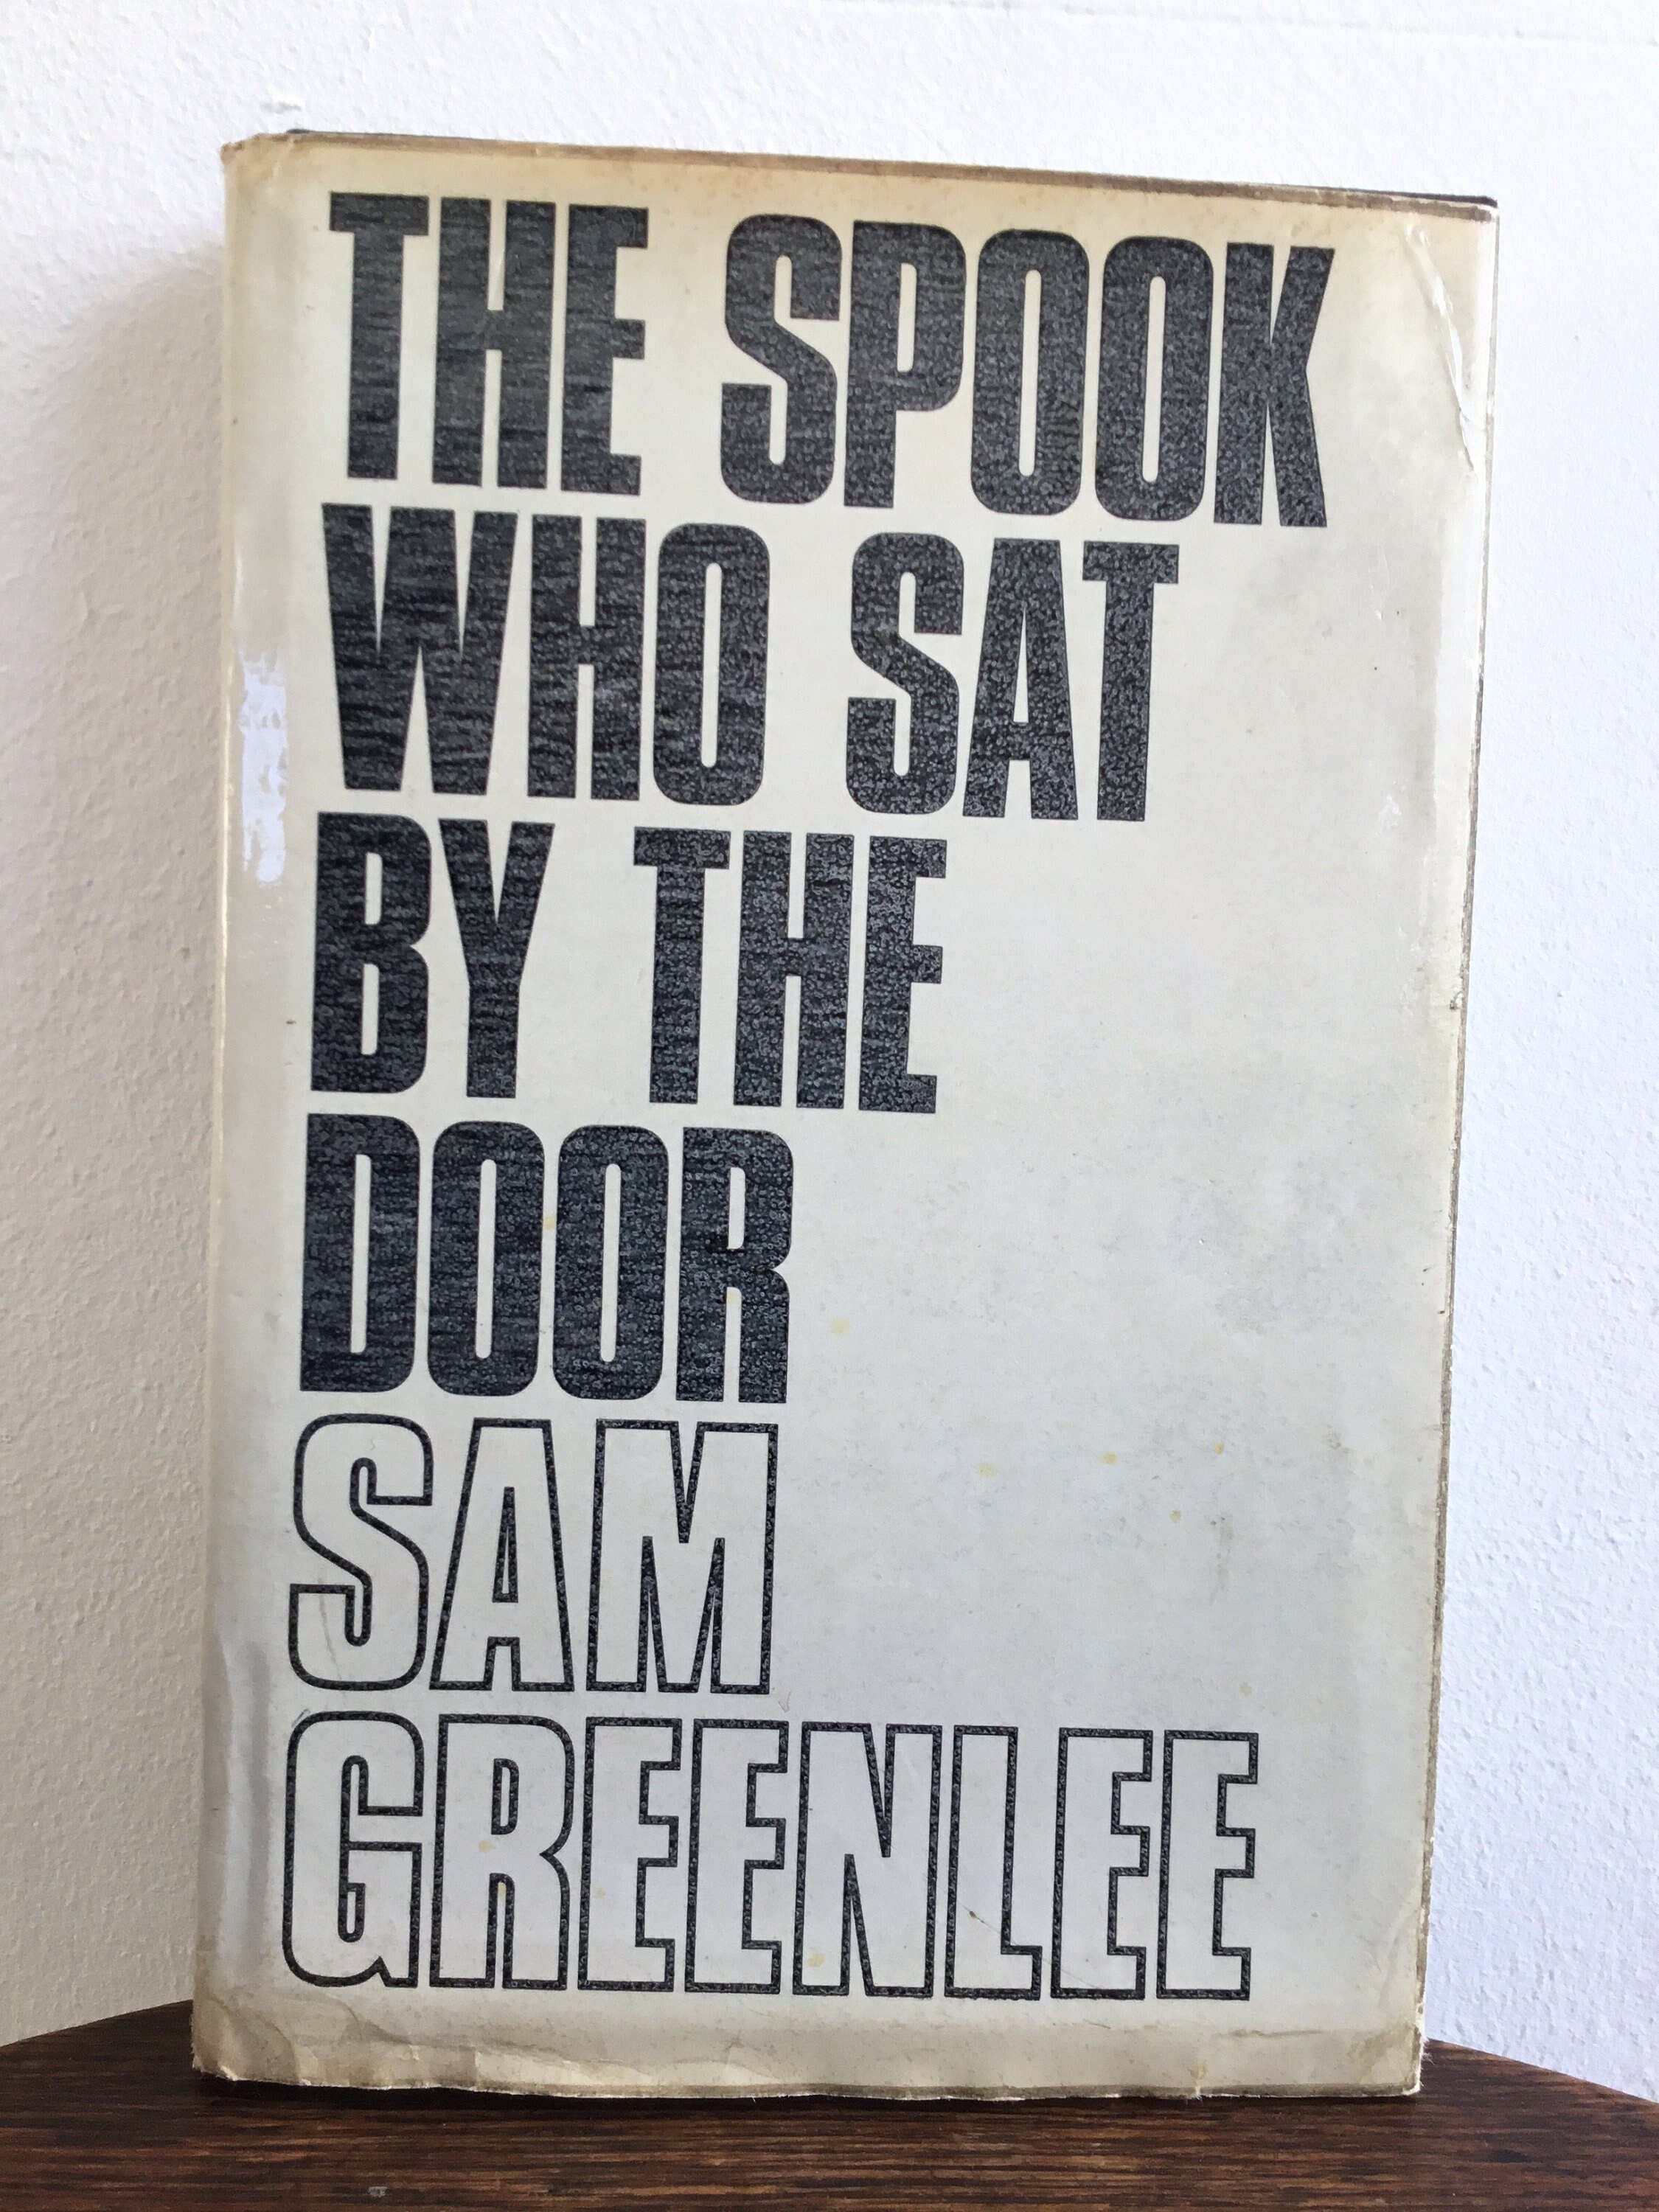 THE SPOOK
WHO SAT
BY THE
DOOR
SAM
GREENLEE